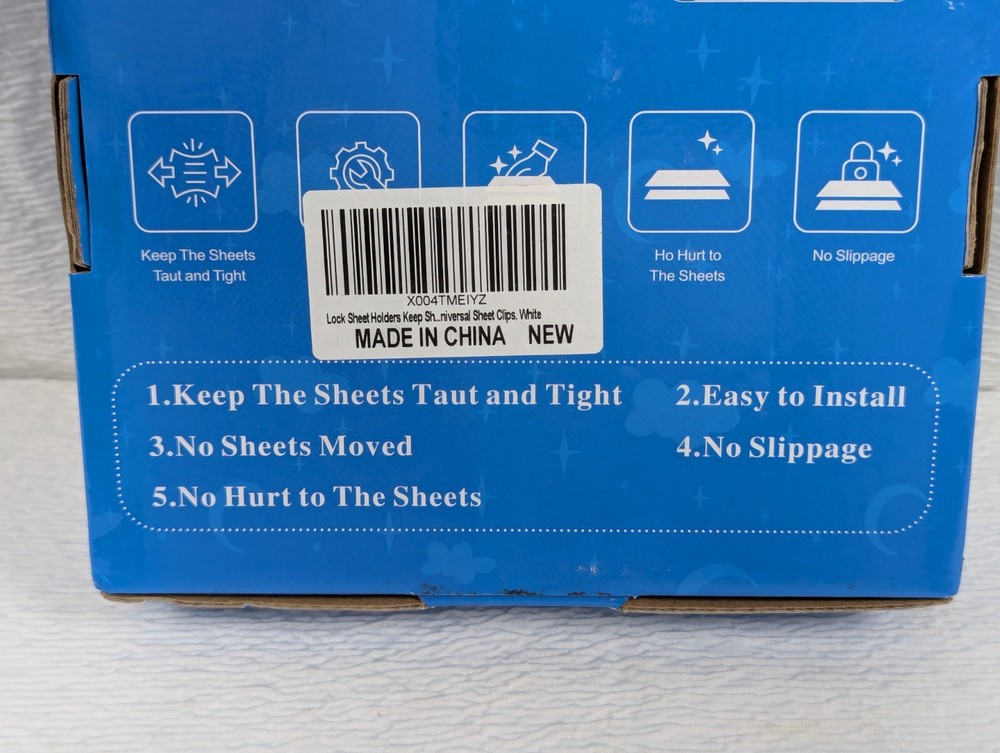 Keep The Sheets
Taut and Tight
Ho Hurt to
The Sheets
No Slippage
X004TMEIYZ
Lock Sheet Holders Keep Sh...niversal Sheet Clips, White
MADE IN CHINA NEW
1.Keep The Sheets Taut and Tight 2.Easy to Install
3.No Sheets Moved 4.No Slippage
5.No Hurt to The Sheets